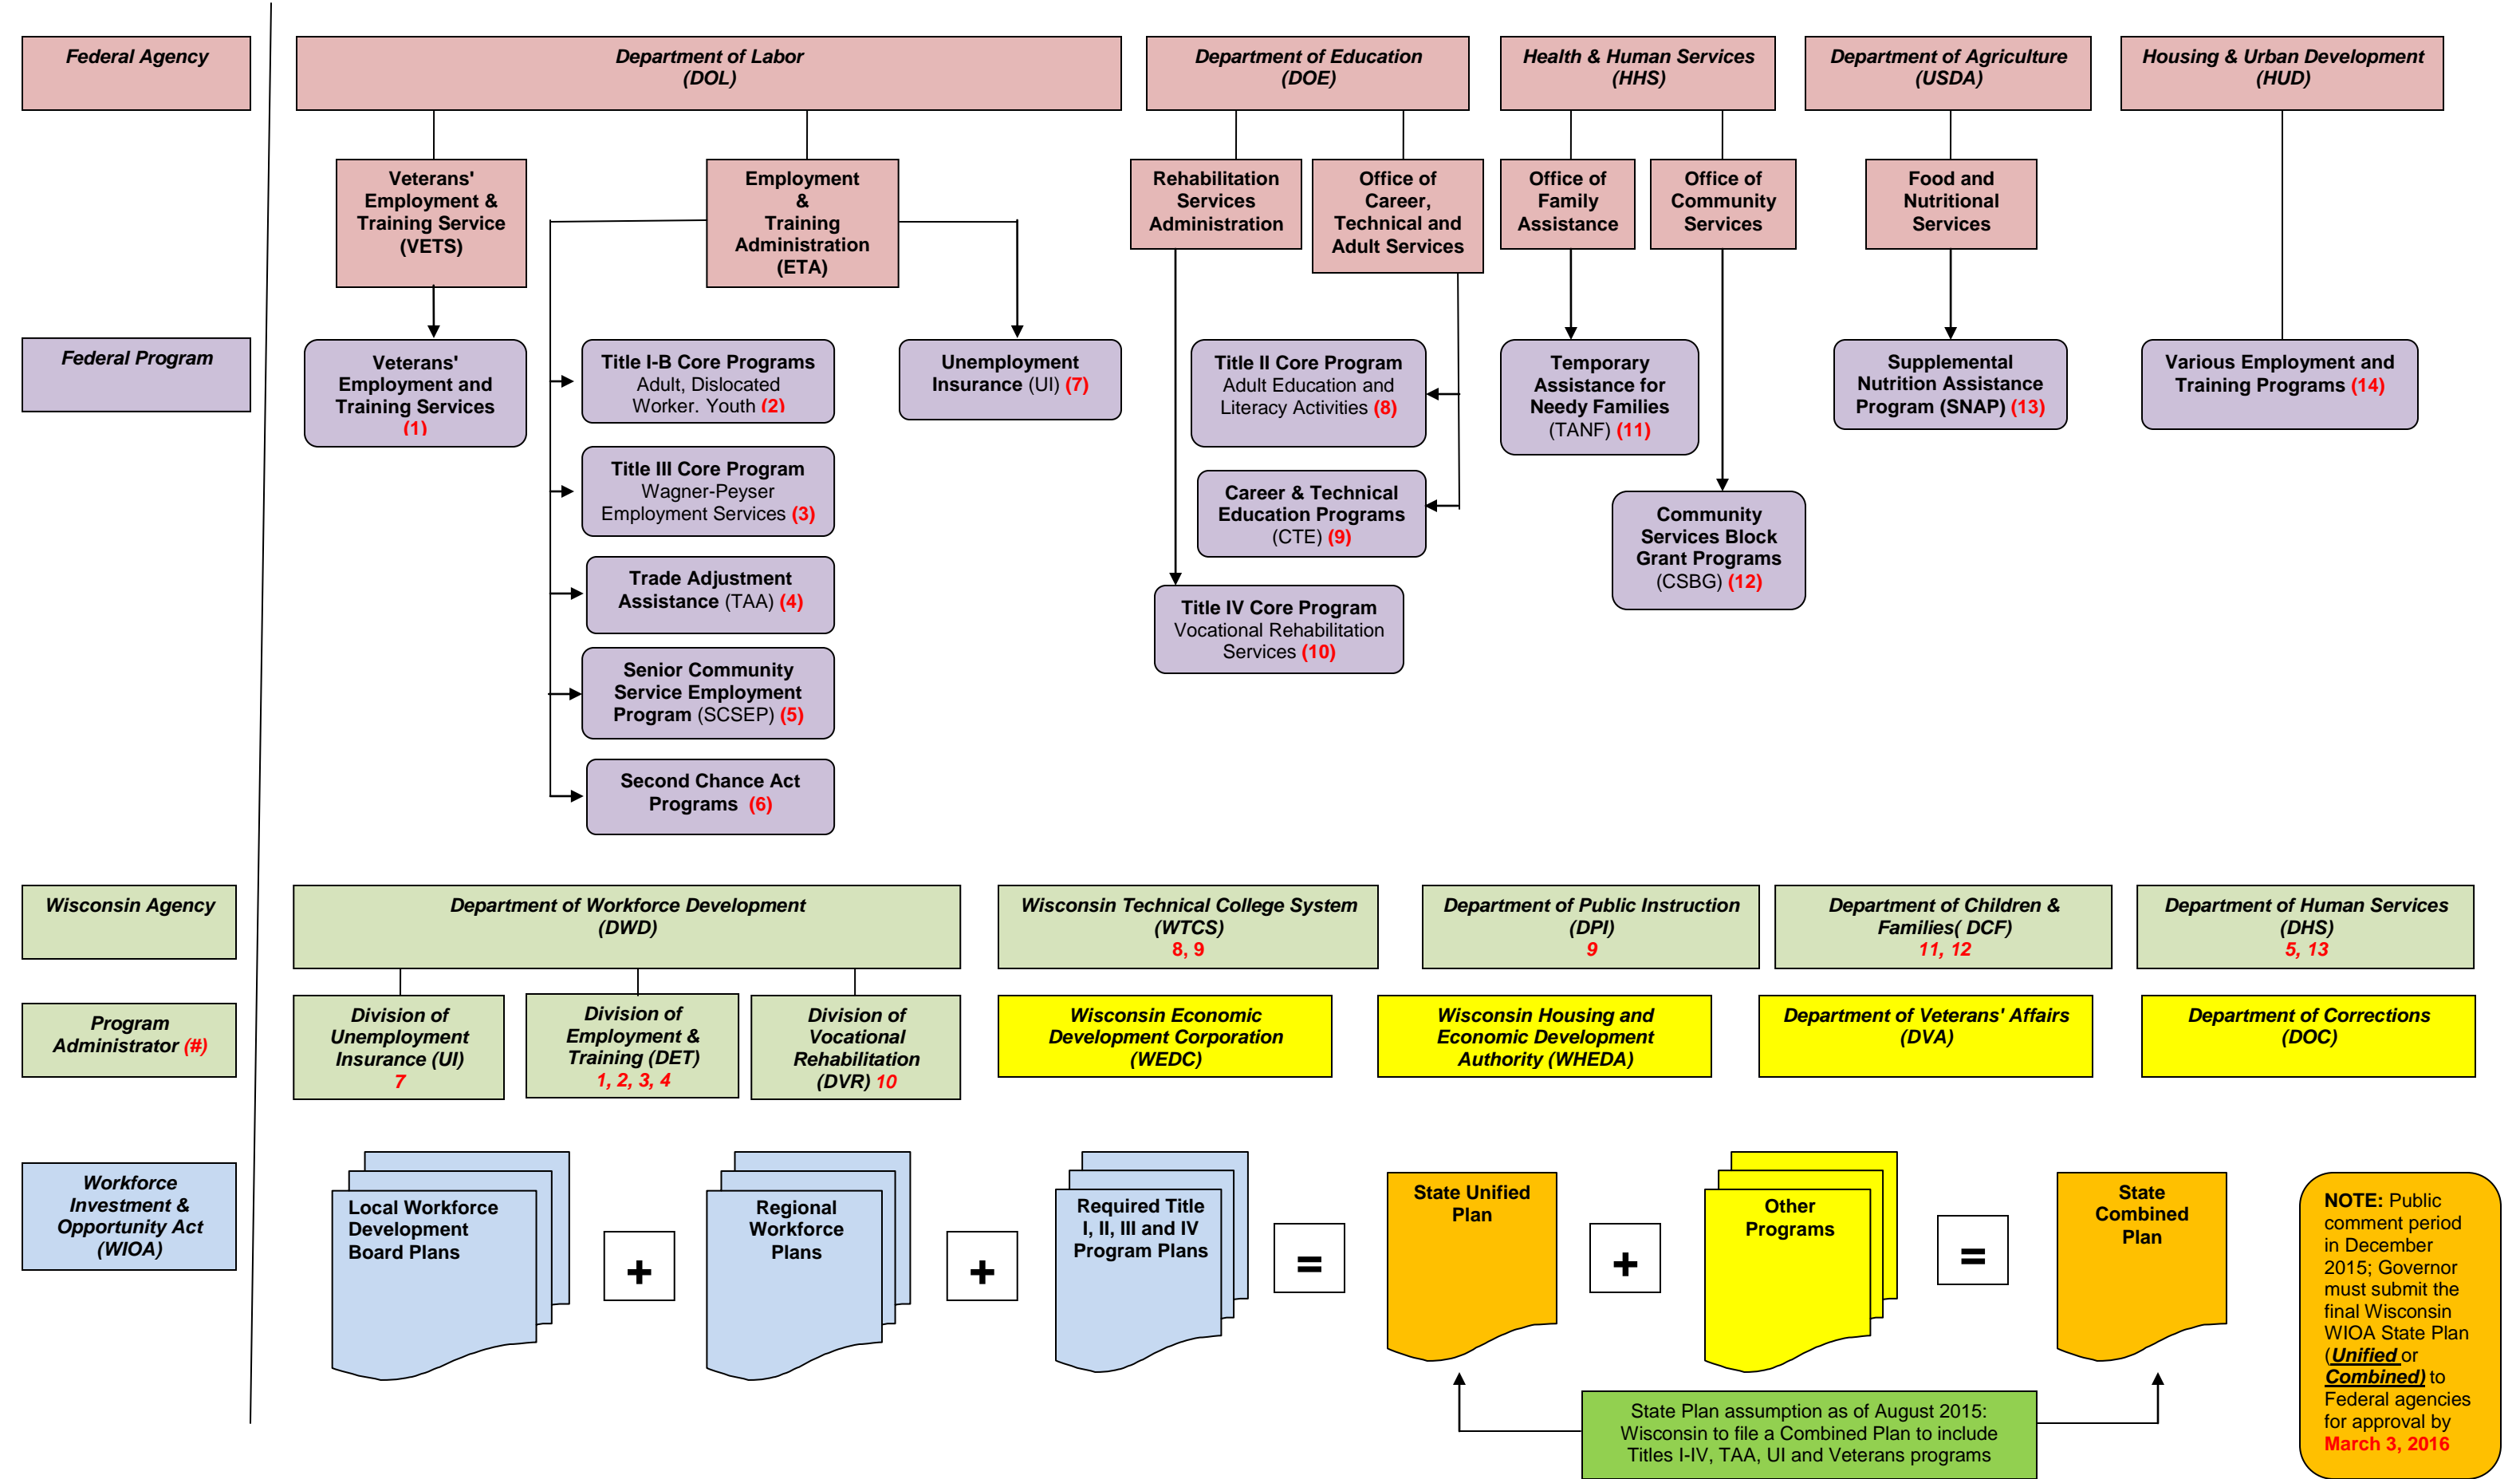 Federal Agency
Department of Labor
(DOL)
Department of Education
(DOE)
Health & Human Services
(HHS)
Department of Agriculture
(USDA)
Housing & Urban Development
(HUD)
Veterans'
Employment &
Training Service
(VETS)
Employment
&
Training
Administration
(ETA)
Rehabilitation
Services
Administration
Office of
Career,
Technical and
Adult Services
Office of
Family
Assistance
Office of
Community
Services
Food and
Nutritional
Services
Federal Program
Veterans'
Employment and
Training Services
(1)
Title I-B Core Programs
Adult, Dislocated
Worker, Youth (2)
Unemployment
Insurance (UI) (7)
Title II Core Program
Adult Education and
Literacy Activities (8)
Temporary
Assistance for
Needy Families
(TANF) (11)
Supplemental
Nutrition Assistance
Program (SNAP) (13)
Various Employment and
Training Programs (14)
Title III Core Program
Wagner-Peyser
Employment Services (3)
Career & Technical
Education Programs
(CTE) (9)
Community
Services Block
Grant Programs
(CSBG) (12)
Trade Adjustment
Assistance (TAA) (4)
Title IV Core Program
Vocational Rehabilitation
Services (10)
Senior Community
Service Employment
Program (SCSEP) (5)
Second Chance Act
Programs (6)
Wisconsin Agency
Department of Workforce Development
(DWD)
Wisconsin Technical College System
(WTCS)
8, 9
Department of Public Instruction
(DPI)
9
Department of Children &
Families( DCF)
11, 12
Department of Human Services
(DHS)
5, 13
Program
Administrator (#)
Division of
Unemployment
Insurance (UI)
7
Division of
Employment &
Training (DET)
1, 2, 3, 4
Division of
Vocational
Rehabilitation
(DVR) 10
Wisconsin Economic
Development Corporation
(WEDC)
Wisconsin Housing and
Economic Development
Authority (WHEDA)
Department of Veterans' Affairs
(DVA)
Department of Corrections
(DOC)
Workforce
Investment &
Opportunity Act
(WIOA)
Local Workforce
Development
Board Plans
+
Regional
Workforce
Plans
+
Required Title
I, II, III and IV
Program Plans
=
State Unified
Plan
+
Other
Programs
=
State
Combined
Plan
NOTE: Public
comment period
in December
2015; Governor
must submit the
final Wisconsin
WIOA State Plan
(Unified or
Combined) to
Federal agencies
for approval by
March 3, 2016
State Plan assumption as of August 2015:
Wisconsin to file a Combined Plan to include
Titles I-IV, TAA, UI and Veterans programs